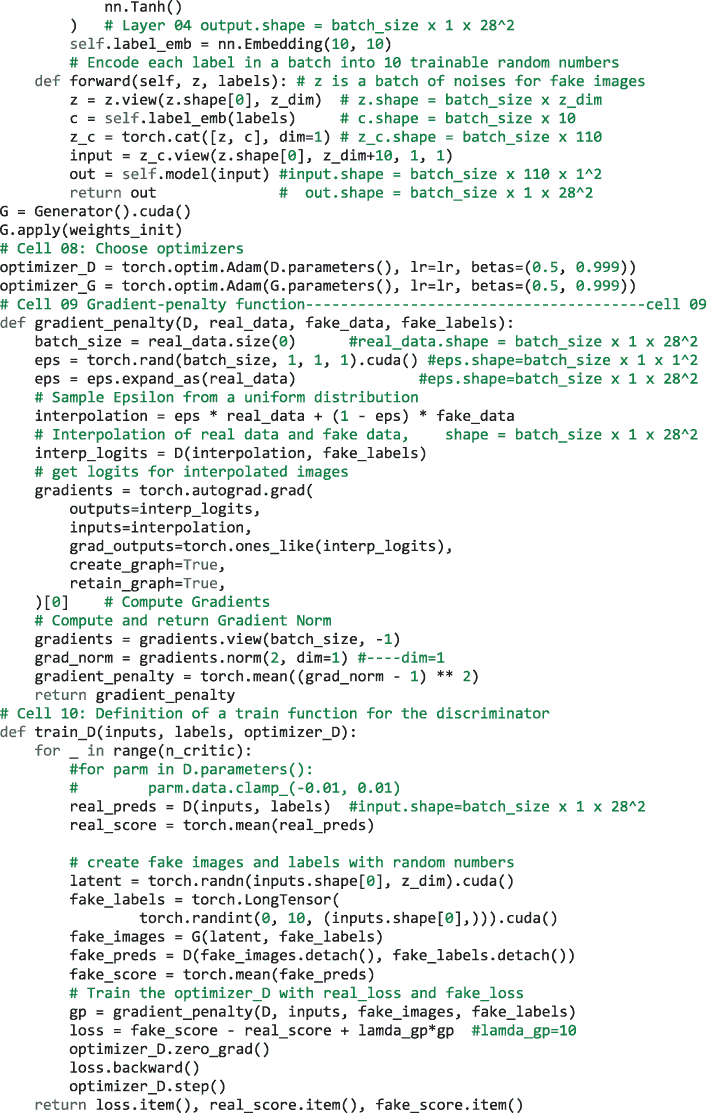 nn.Tanh()
        )   # Layer 04 output.shape = batch_size x 1 x 28^2
        self.label_emb = nn.Embedding(10, 10)
        # Encode each label in a batch into 10 trainable random numbers
    def forward(self, z, labels): # z is a batch of noises for fake images
        z = z.view(z.shape[0], z_dim)  # z.shape = batch_size x z_dim
        c = self.label_emb(labels)     # c.shape = batch_size x 10
        z_c = torch.cat([z, c], dim=1) # z_c.shape = batch_size x 110
        input = z_c.view(z.shape[0], z_dim+10, 1, 1)
        out = self.model(input) #input.shape = batch_size x 110 x 1^2
        return out              #  out.shape = batch_size x 1 x 28^2
G = Generator().cuda()
G.apply(weights_init)
# Cell 08: Choose optimizers
optimizer_D = torch.optim.Adam(D.parameters(), lr=lr, betas=(0.5, 0.999))
optimizer_G = torch.optim.Adam(G.parameters(), lr=lr, betas=(0.5, 0.999))
# Cell 09 Gradient-penalty function---------------------------------------cell 09
def gradient_penalty(D, real_data, fake_data, fake_labels):
    batch_size = real_data.size(0)      #real_data.shape = batch_size x 1 x 28^2
    eps = torch.rand(batch_size, 1, 1, 1).cuda() #eps.shape=batch_size x 1 x 1^2
    eps = eps.expand_as(real_data)              #eps.shape=batch_size x 1 x 28^2
    # Sample Epsilon from a uniform distribution
    interpolation = eps * real_data + (1 - eps) * fake_data
    # Interpolation of real data and fake data,    shape = batch_size x 1 x 28^2
    interp_logits = D(interpolation, fake_labels)
    # get logits for interpolated images
    gradients = torch.autograd.grad(
        outputs=interp_logits,
        inputs=interpolation,
        grad_outputs=torch.ones_like(interp_logits),
        create_graph=True,
        retain_graph=True,
    )[0]    # Compute Gradients
    # Compute and return Gradient Norm
    gradients = gradients.view(batch_size, -1)
    grad_norm = gradients.norm(2, dim=1) #----dim=1
    gradient_penalty = torch.mean((grad_norm - 1) ** 2)
    return gradient_penalty
# Cell 10: Definition of a train function for the discriminator
def train_D(inputs, labels, optimizer_D):
    for _ in range(n_critic):
        #for parm in D.parameters():
        #        parm.data.clamp_(-0.01, 0.01)
        real_preds = D(inputs, labels)  #input.shape=batch_size x 1 x 28^2
        real_score = torch.mean(real_preds)

        # create fake images and labels with random numbers
        latent = torch.randn(inputs.shape[0], z_dim).cuda()
        fake_labels = torch.LongTensor(
                torch.randint(0, 10, (inputs.shape[0],))).cuda()
        fake_images = G(latent, fake_labels)
        fake_preds = D(fake_images.detach(), fake_labels.detach())
        fake_score = torch.mean(fake_preds)
        # Train the optimizer_D with real_loss and fake_loss
        gp = gradient_penalty(D, inputs, fake_images, fake_labels)
        loss = fake_score - real_score + lamda_gp*gp  #lamda_gp=10
        optimizer_D.zero_grad()
        loss.backward()
        optimizer_D.step()
    return loss.item(), real_score.item(), fake_score.item()